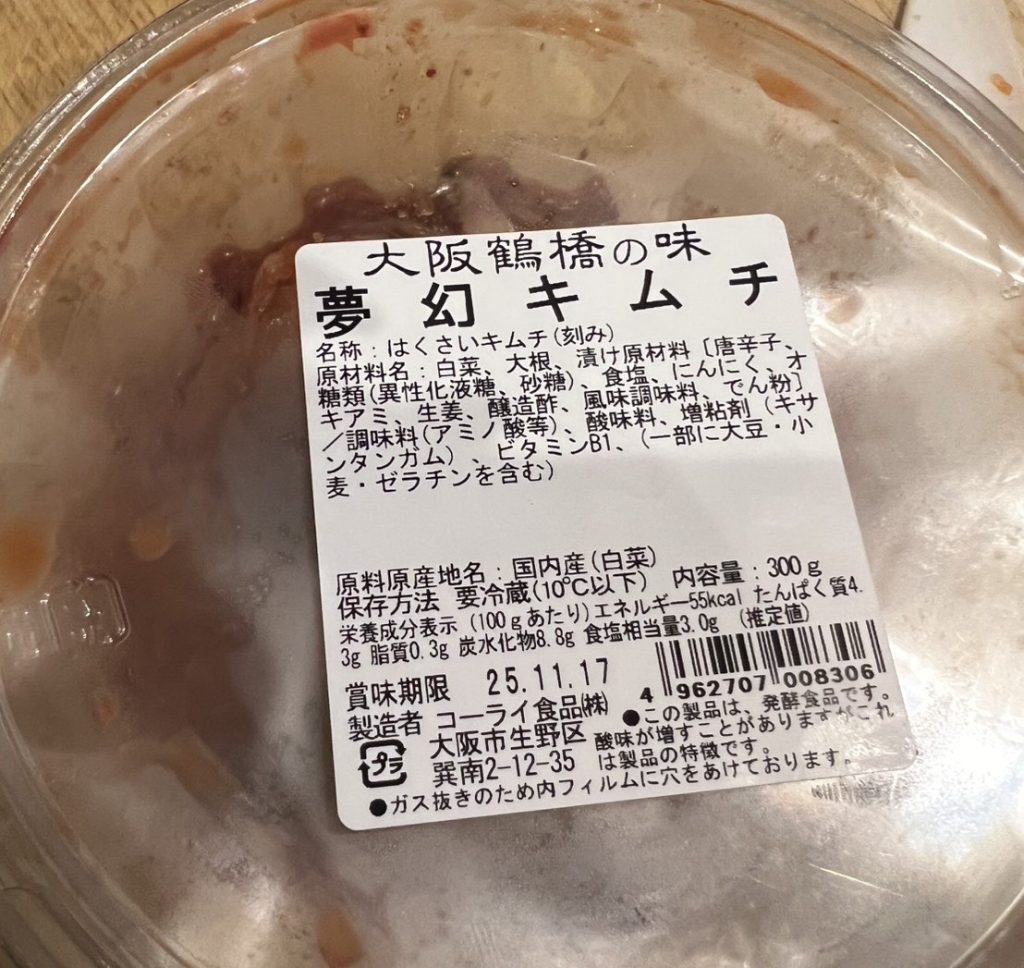 大阪鶴橋の味
夢幻キムチ
名称：はくさいキムチ(刻み)
原材料名：白菜、大根、漬け原材料［唐辛子、
糖類(異性化液糖、砂糖)、食塩、にんにく、オ
キアミ、生姜、醸造酢、風味調味料、でん粉］
／調味料(アミノ酸等)、酸味料、増粘剤（キサ
ンタンガム）、ビタミンB1、（一部に大豆・小
麦・ゼラチンを含む）
原料原産地名：国内産(白菜)
保存方法 要冷蔵(10℃以下) 内容量：300ｇ
栄養成分表示（100ｇあたり)エネルギー55kcal たんぱく質4.
3g 脂質0.3g 炭水化物8.8g 食塩相当量3.0g （推定値）
賞味期限 25.11.17
4 962707 008306
製造者 コーライ食品㈱
大阪市生野区
巽南2-12-35
プラ
●この製品は、発酵食品です。
酸味が増すことがありますがこれ
は製品の特徴です。
●ガス抜きのため内フィルムに穴をあけております。